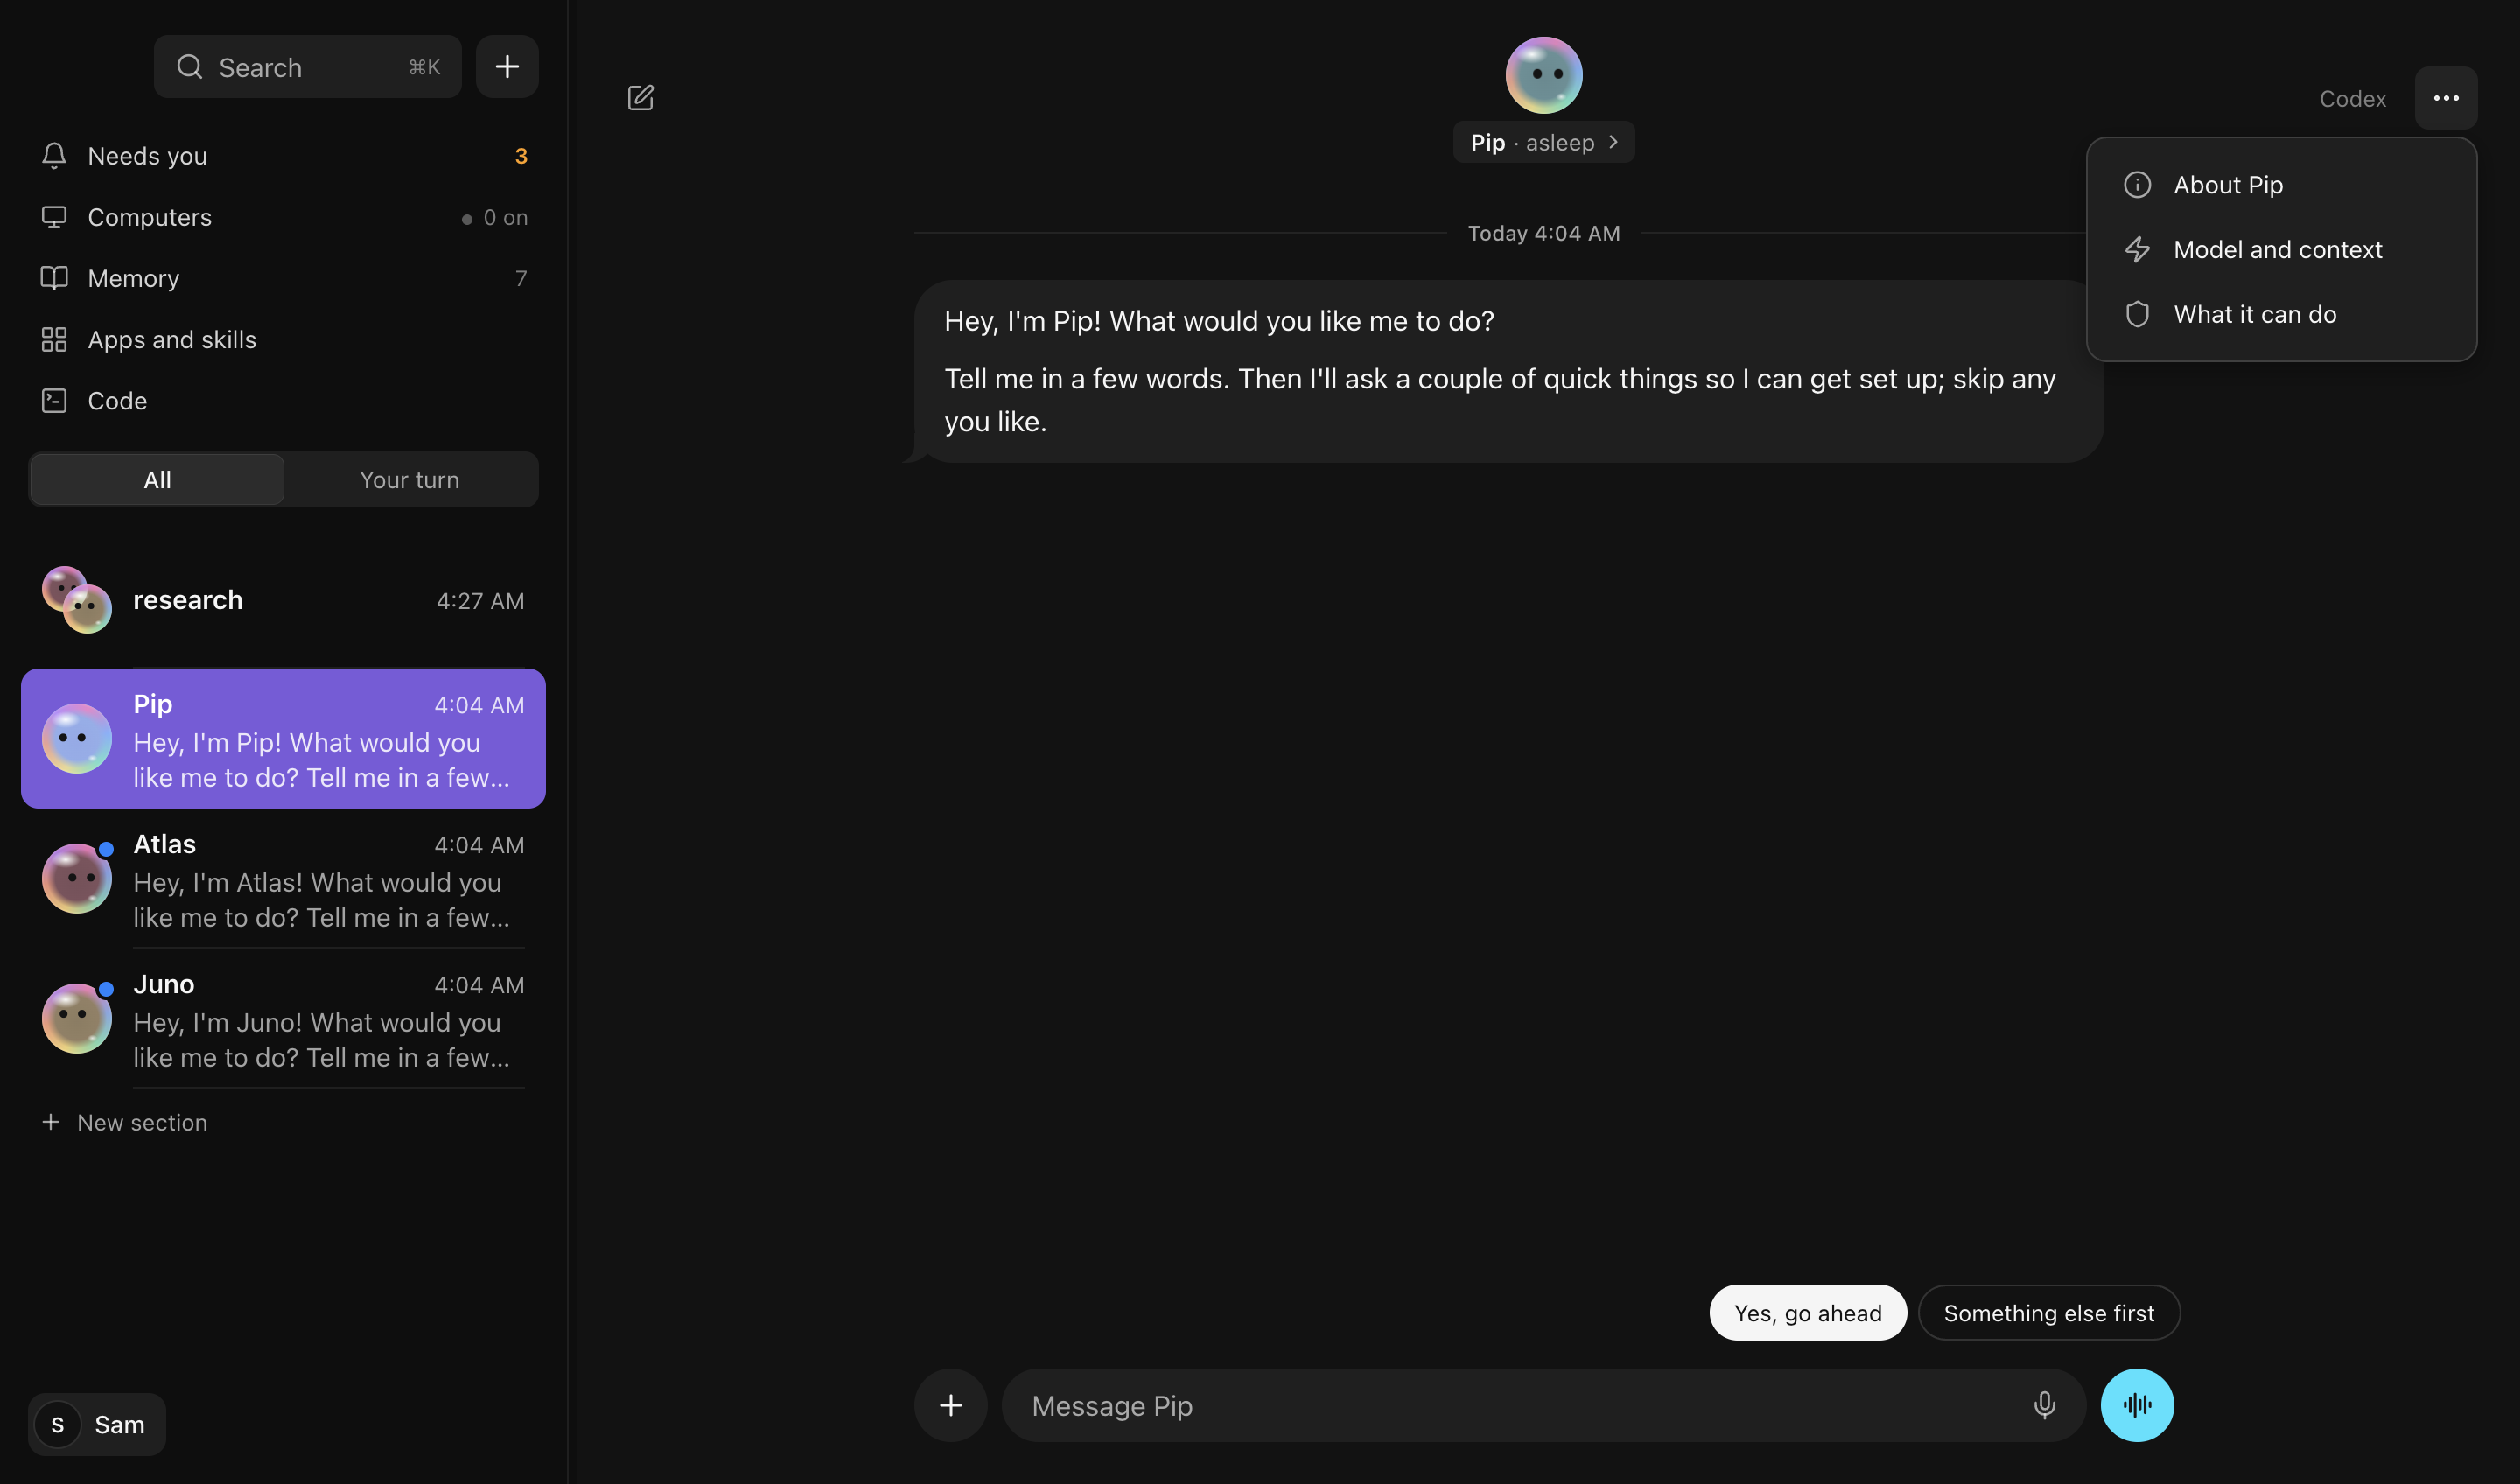 Search ⌘K
Needs you 3
Computers 0 on
Memory 7
Apps and skills
Code
All Your turn
research 4:27 AM
Pip 4:04 AM
Hey, I'm Pip! What would you
like me to do? Tell me in a few...
Atlas 4:04 AM
Hey, I'm Atlas! What would you
like me to do? Tell me in a few...
Juno 4:04 AM
Hey, I'm Juno! What would you
like me to do? Tell me in a few...
New section
S Sam
Pip · asleep
Codex
About Pip
Model and context
What it can do
Today 4:04 AM
Hey, I'm Pip! What would you like me to do?
Tell me in a few words. Then I'll ask a couple of quick things so I can get set up; skip any
you like.
Yes, go ahead
Something else first
Message Pip